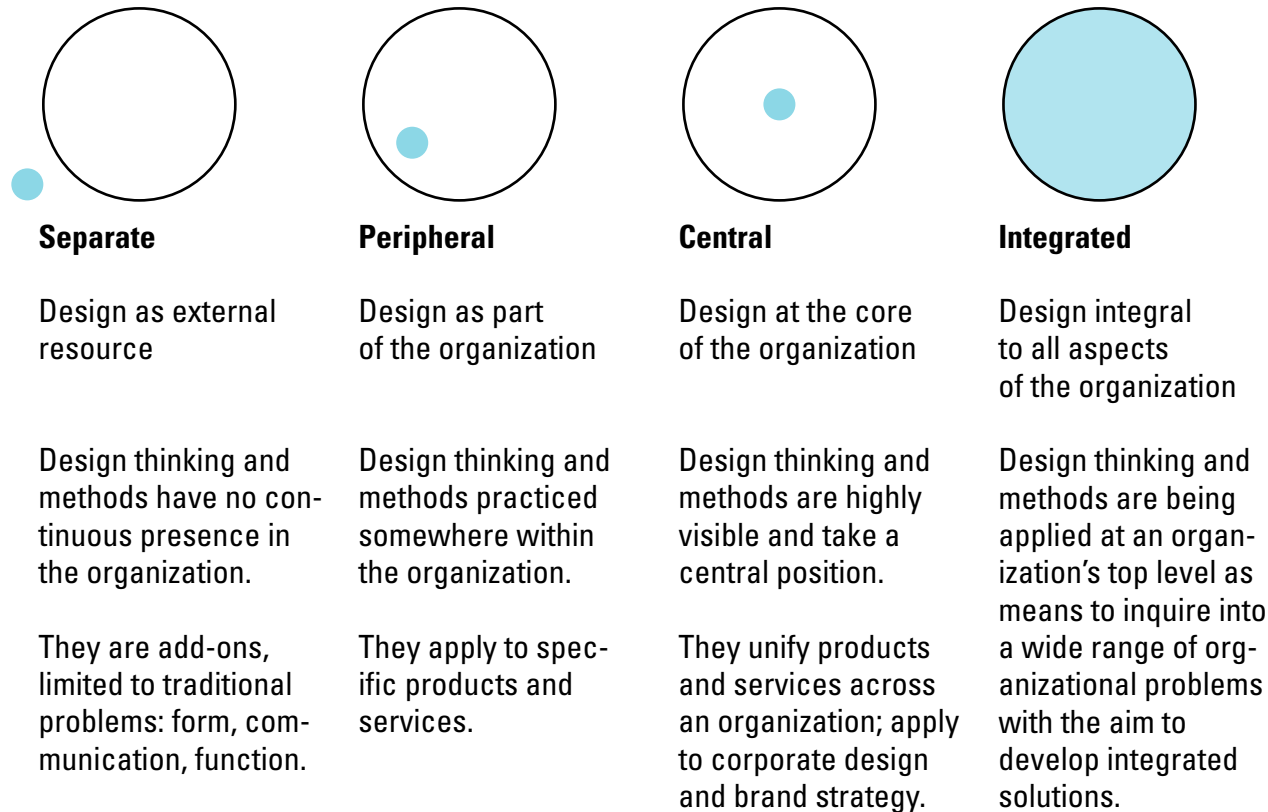 Separate
Design as external
resource
Design thinking and
methods have no con-
tinuous presence in
the organization.
They are add-ons,
limited to traditional
problems: form, com-
munication, function.
Peripheral
Design as part
of the organization
Design thinking and
methods practiced
somewhere within
the organization.
They apply to spec-
ific products and
services.
Central
Design at the core
of the organization
Design thinking and
methods are highly
visible and take a
central position.
They unify products
and services across
an organization; apply
to corporate design
and brand strategy.
Integrated
Design integral
to all aspects
of the organization
Design thinking and
methods are being
applied at an organ-
ization's top level as
means to inquire into
a wide range of org-
anizational problems
with the aim to
develop integrated
solutions.